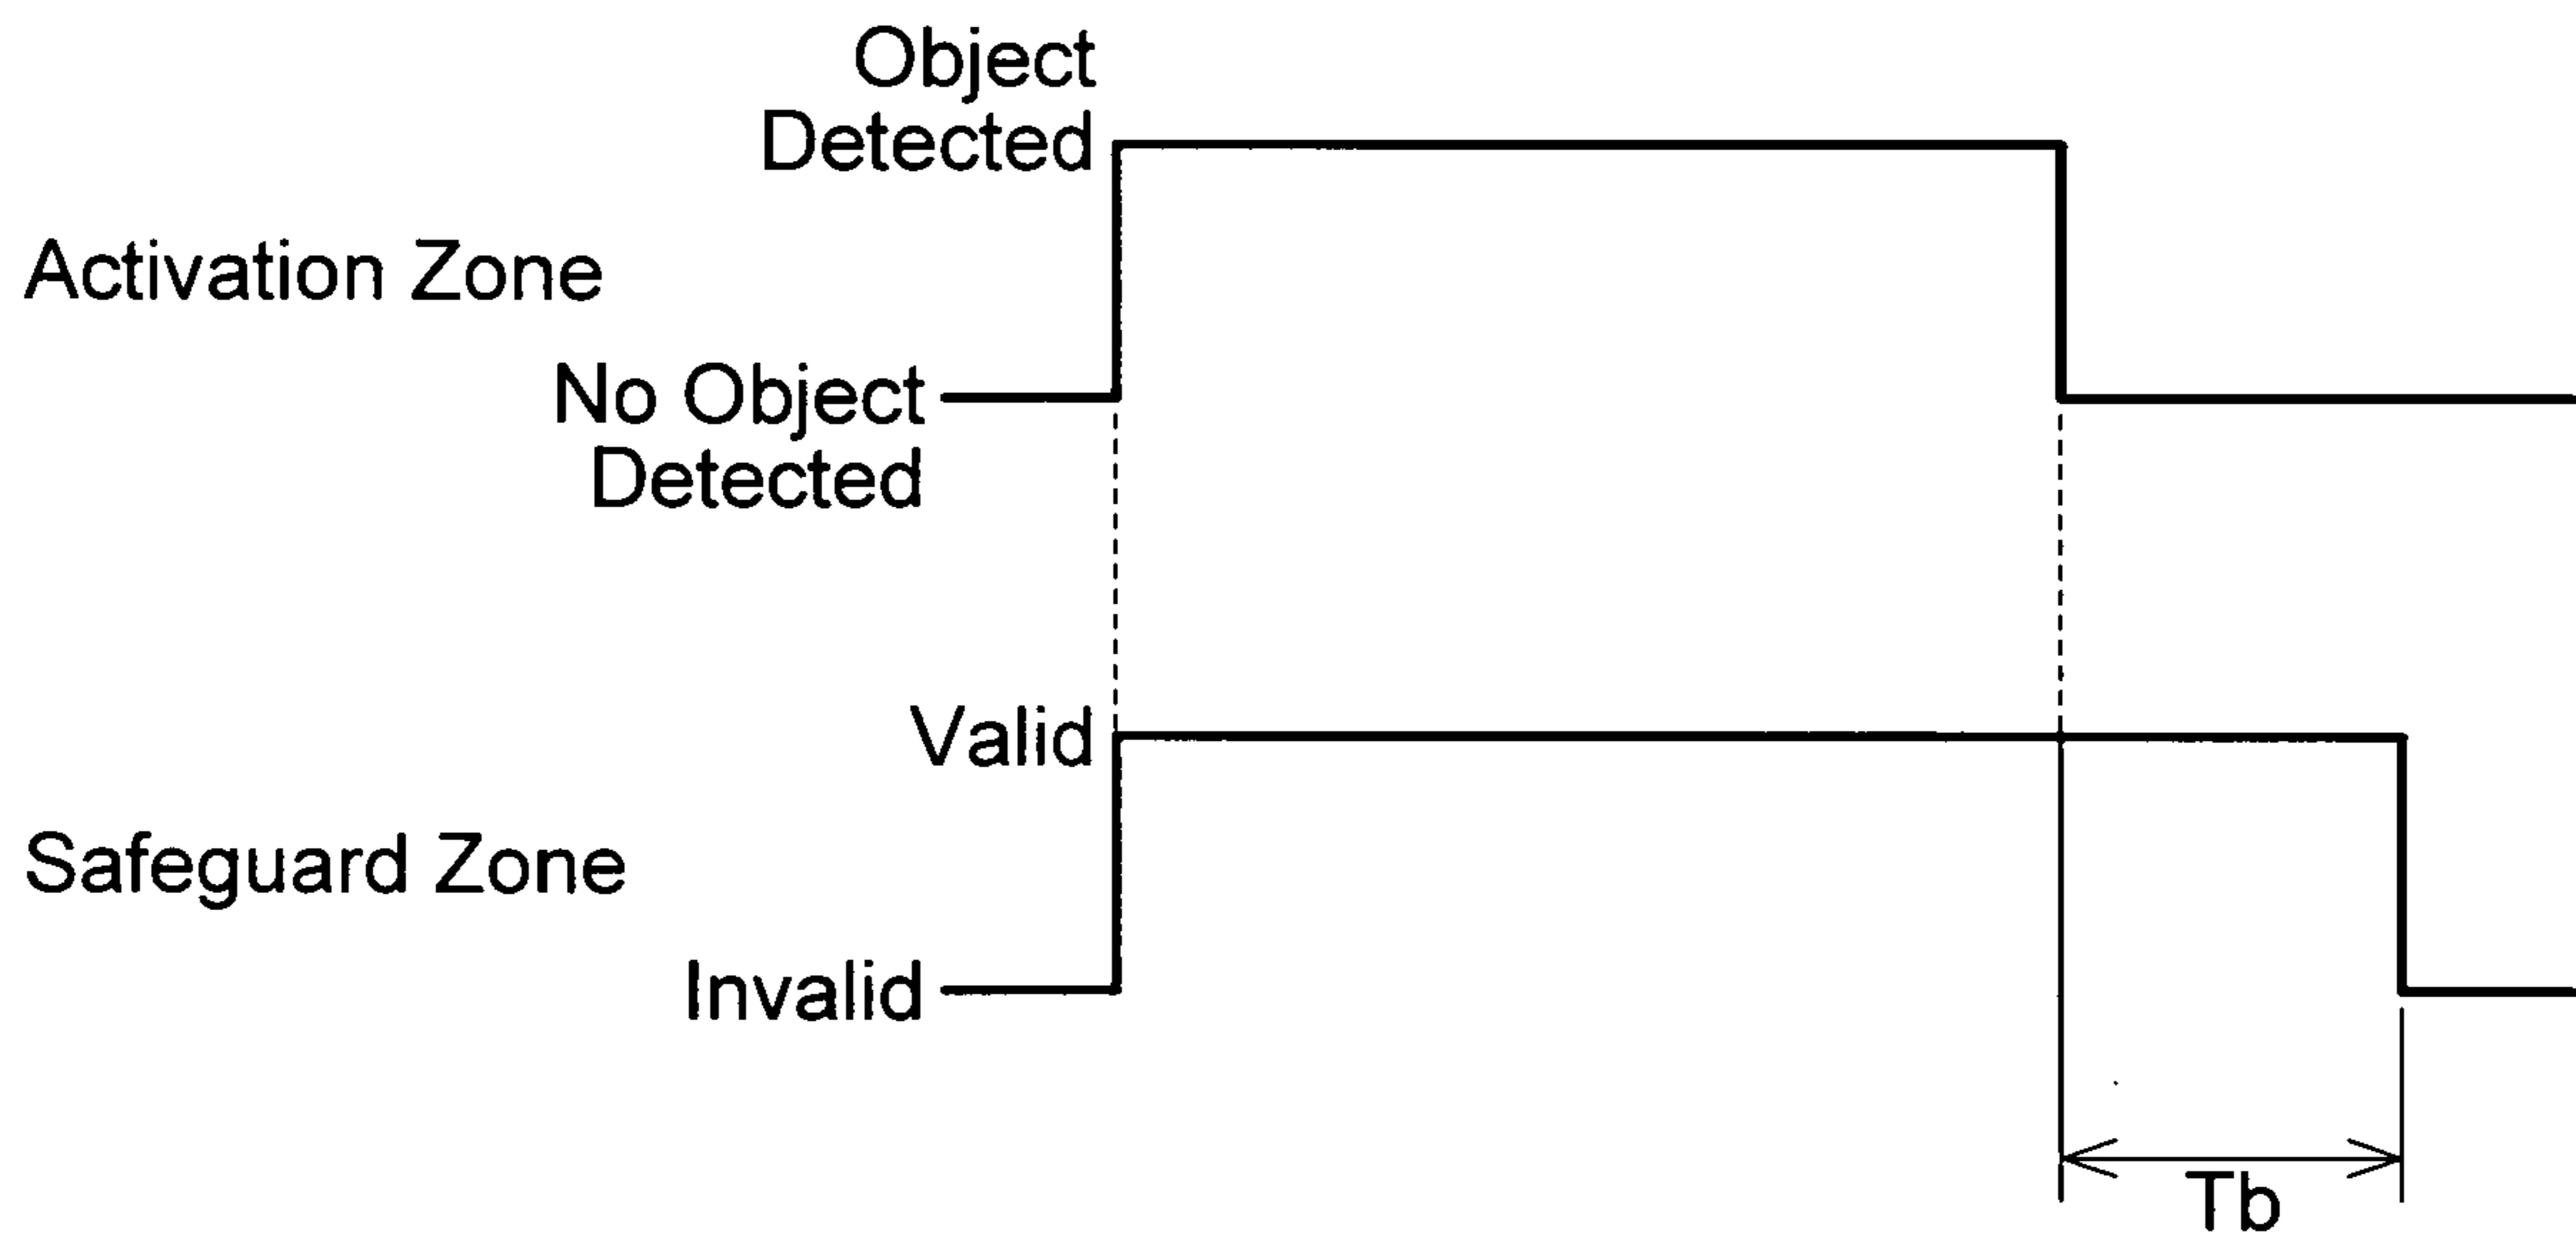 Object
Detected
Activation Zone
No Object
Detected
Valid
Safeguard Zone
Invalid
Tb